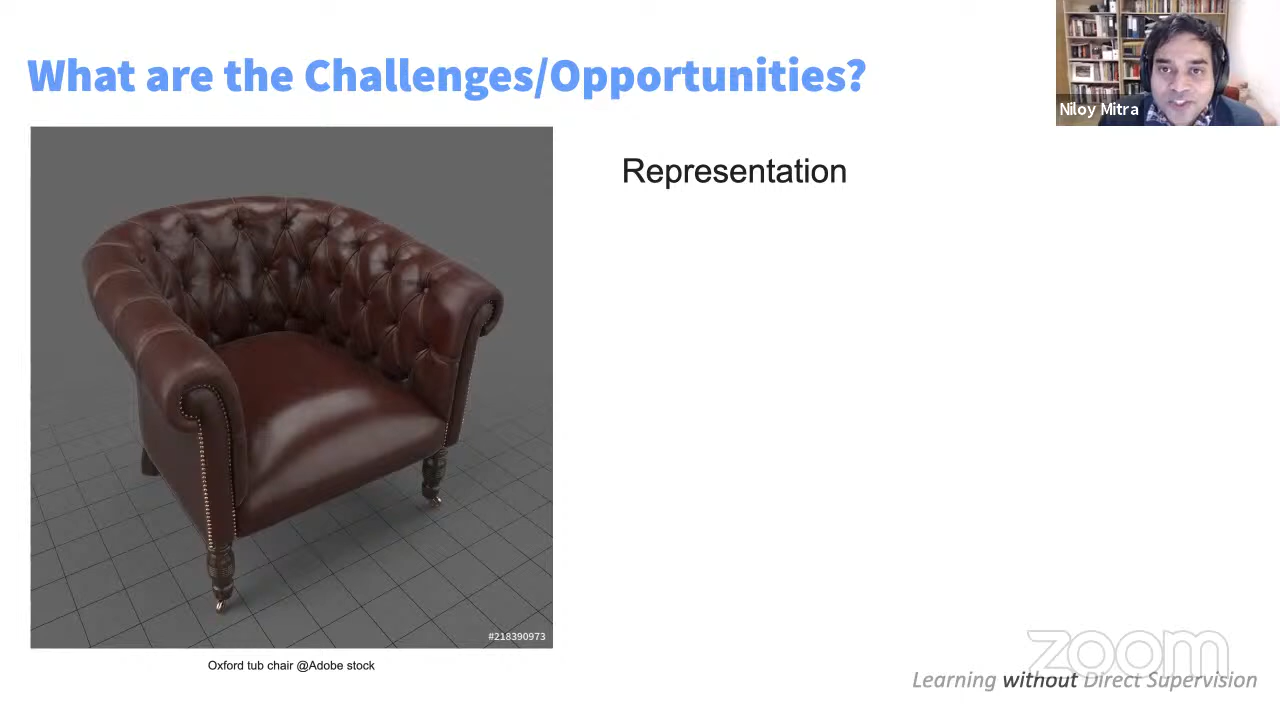 What are the Challenges/Opportunities?
Niloy Mitra
Representation
#218390973
Oxford tub chair @Adobe stock
zoom
Learning without Direct Supervision